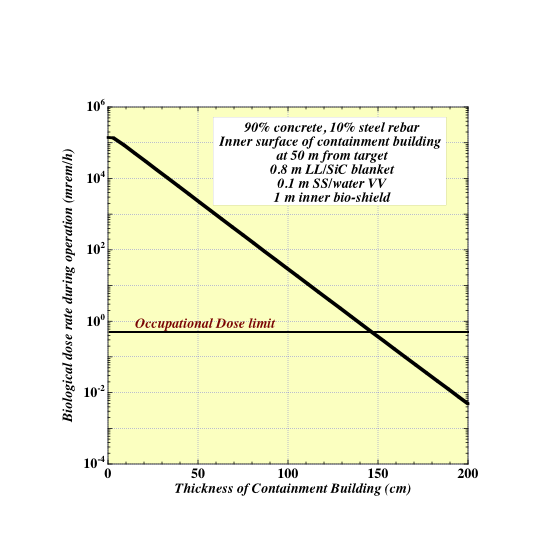 10^6
90% concrete, 10% steel rebar
Inner surface of containment building
at 50 m from target
0.8 m LL/SiC blanket
0.1 m SS/water VV
1 m inner bio-shield
10^4
10^2
10^0
Occupational Dose limit
10^-2
10^-4
Biological dose rate during operation (mrem/h)
0 50 100 150 200
Thickness of Containment Building (cm)